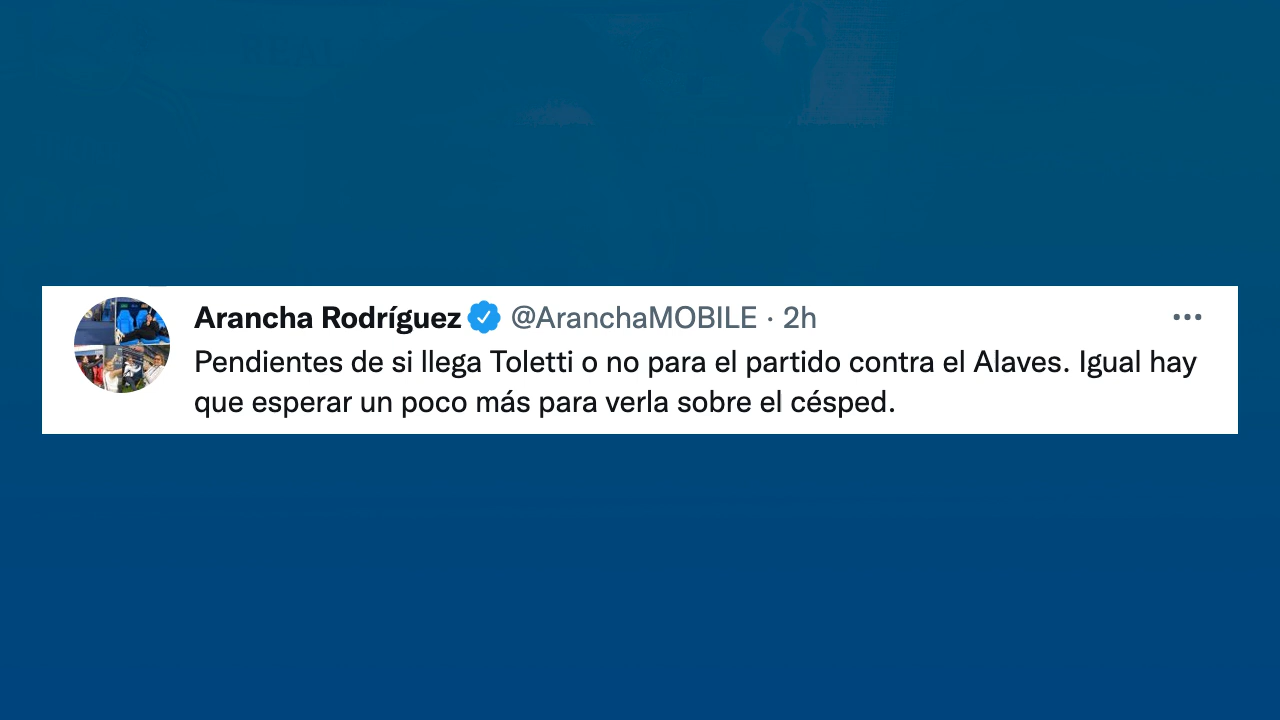 Arancha Rodríguez @AranchaMOBILE · 2h
Pendientes de si llega Toletti o no para el partido contra el Alaves. Igual hay
que esperar un poco más para verla sobre el césped.